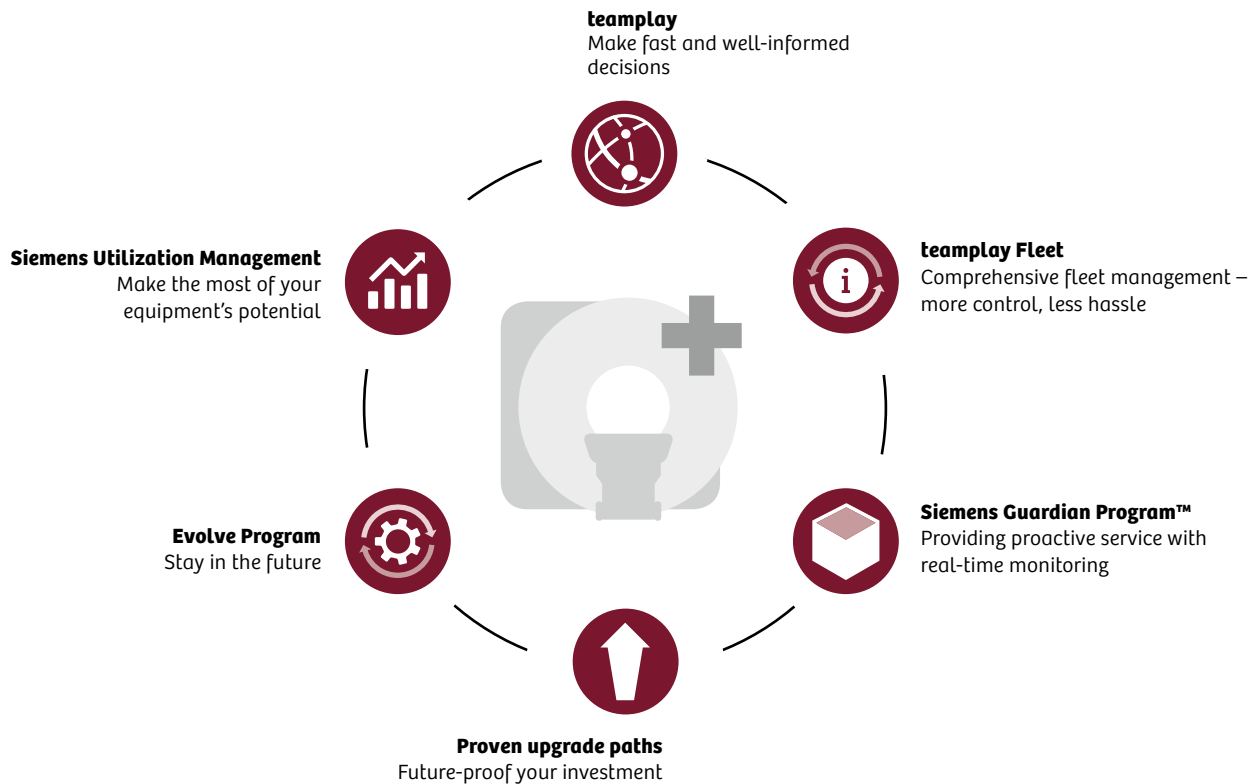 teamplay
Make fast and well-informed
decisions
teamplay Fleet
Comprehensive fleet management –
more control, less hassle
Siemens Guardian Program™
Providing proactive service with
real-time monitoring
Proven upgrade paths
Future-proof your investment
Evolve Program
Stay in the future
Siemens Utilization Management
Make the most of your
equipment’s potential
i